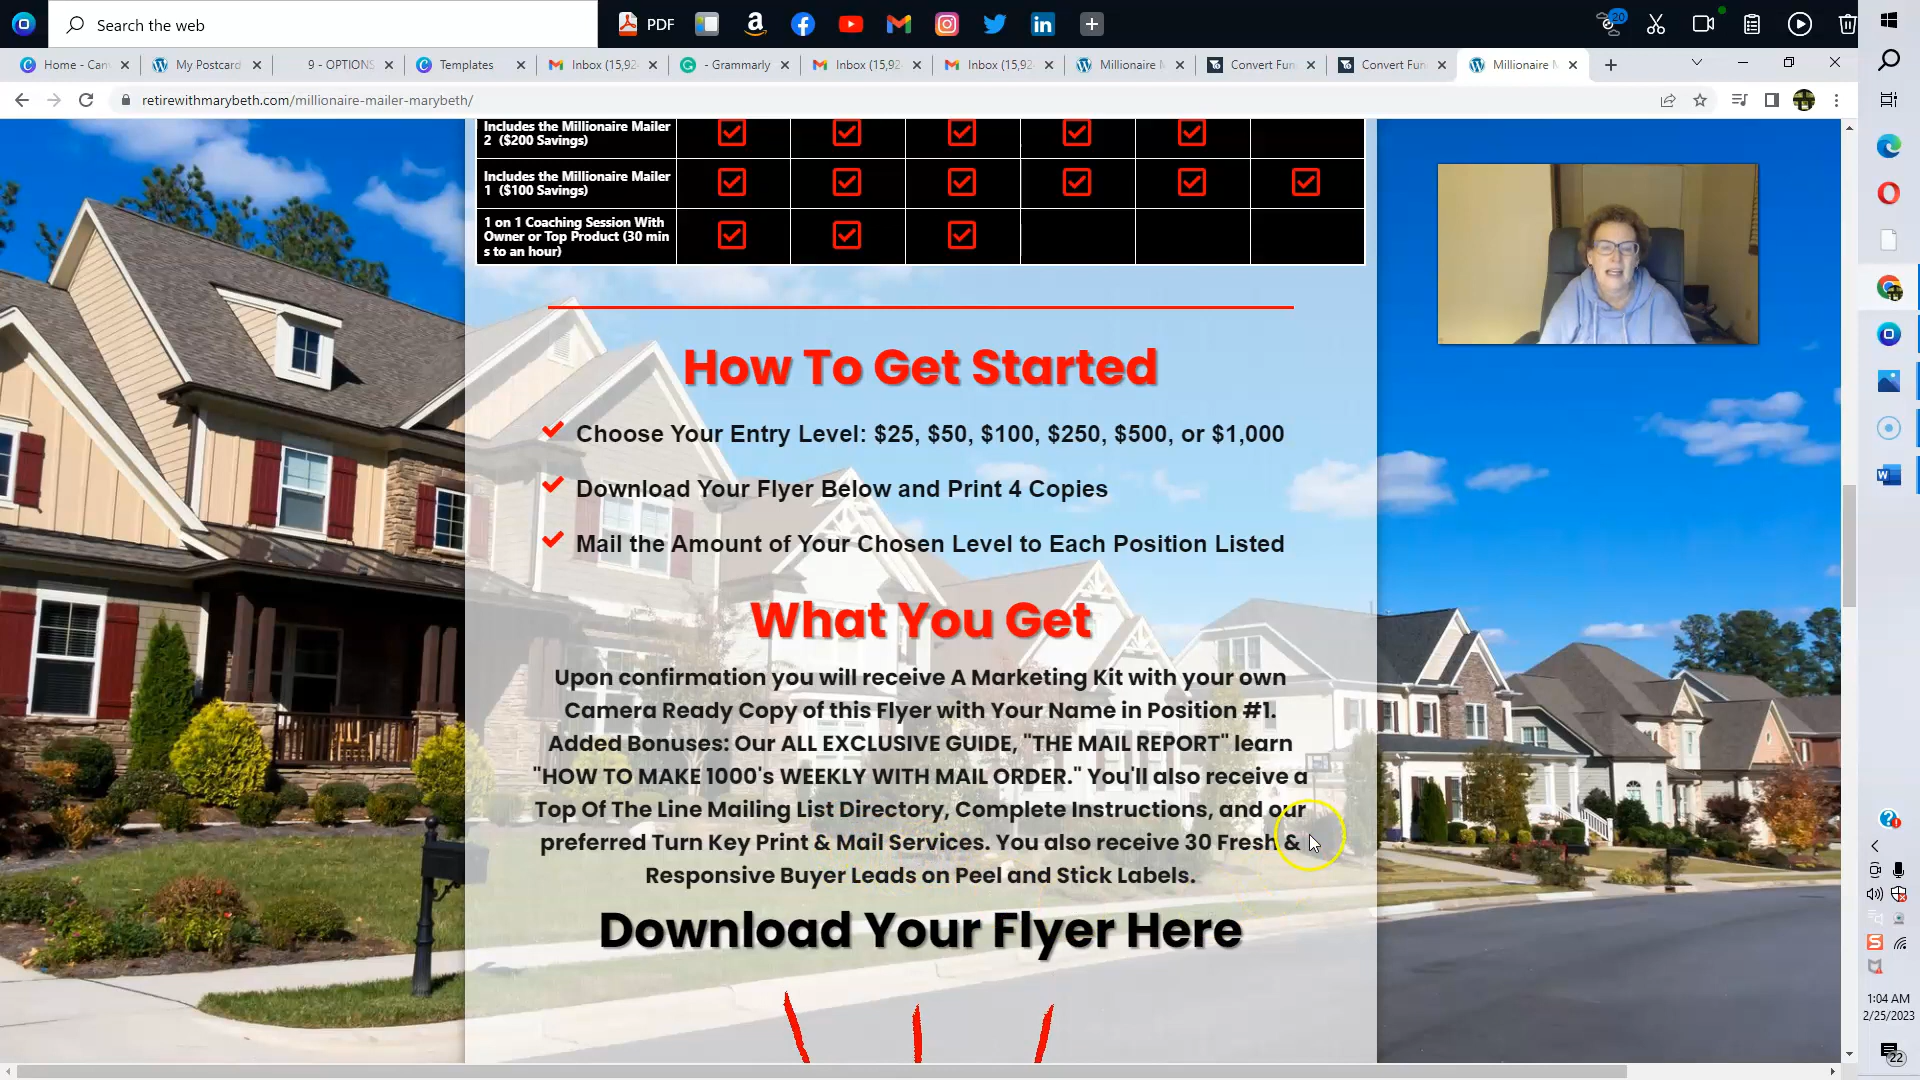 Search the web
PDF
20
Home - Can
My Postcard
9 - OPTIONS
Templates
Inbox (15,92
- Grammarly
Inbox (15,92
Inbox (15,92
Millionaire M
Convert Fun
Convert Fun
Millionaire M
retirewithmarybeth.com/millionaire-mailer-marybeth/
Includes the Millionaire Mailer
2 ($200 Savings)
Includes the Millionaire Mailer
1 ($100 Savings)
1 on 1 Coaching Session With
Owner or Top Product (30 min
s to an hour)
How To Get Started
Choose Your Entry Level: $25, $50, $100, $250, $500, or $1,000
Download Your Flyer Below and Print 4 Copies
Mail the Amount of Your Chosen Level to Each Position Listed
What You Get
Upon confirmation you will receive A Marketing Kit with your own
Camera Ready Copy of this Flyer with Your Name in Position #1.
Added Bonuses: Our ALL EXCLUSIVE GUIDE, "THE MAIL REPORT" learn
"HOW TO MAKE 1000's WEEKLY WITH MAIL ORDER." You'll also receive a
Top Of The Line Mailing List Directory, Complete Instructions, and our
preferred Turn Key Print & Mail Services. You also receive 30 Fresh &
Responsive Buyer Leads on Peel and Stick Labels.
Download Your Flyer Here
1:04 AM
2/25/2023
22